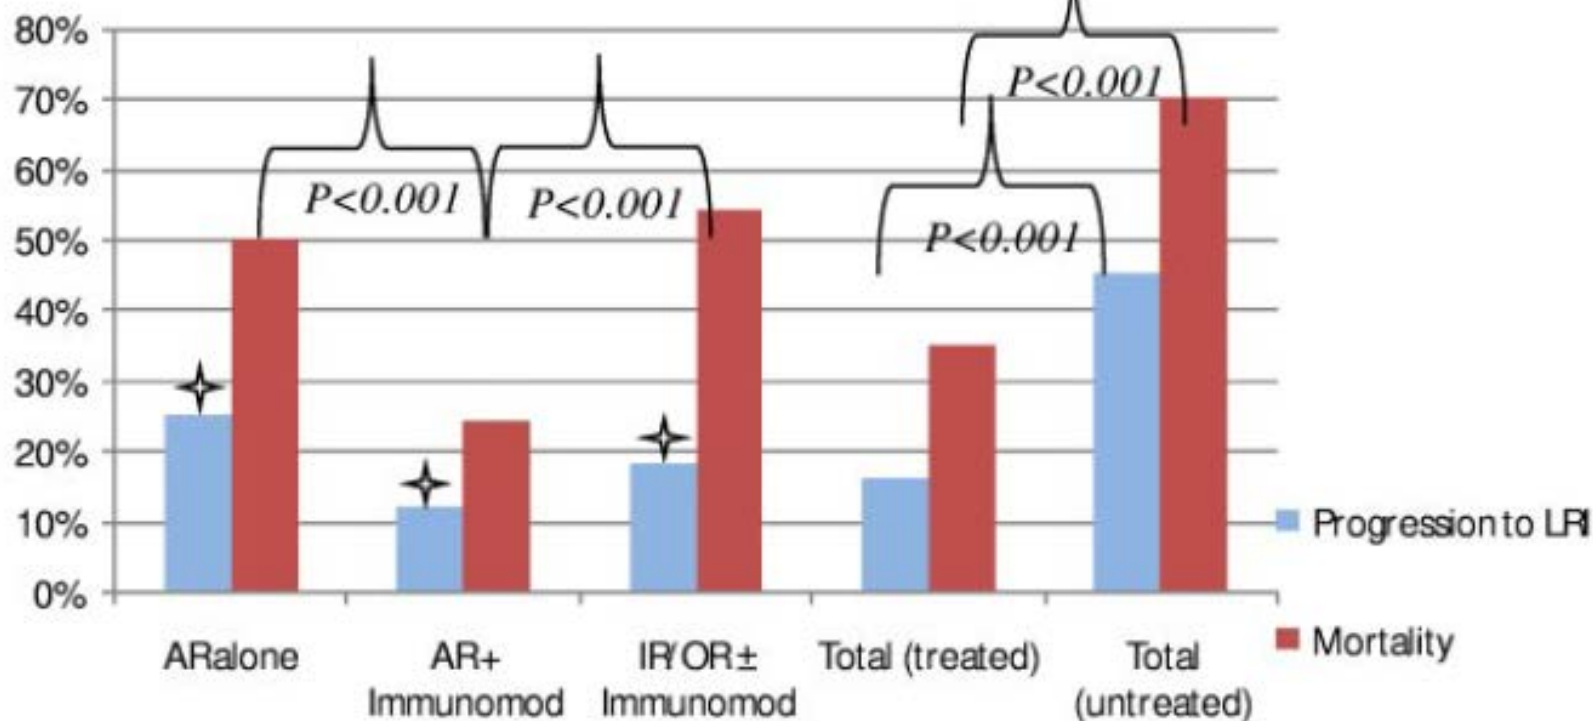 80%
70%
60%
50%
40%
30%
20%
10%
0%
P<0.001
P<0.001
P<0.001
P<0.001
ARalone
AR+
Immunomod
IR/OR ±
Immunomod
Total (treated)
Total
(untreated)
Progression to LRI
Mortality